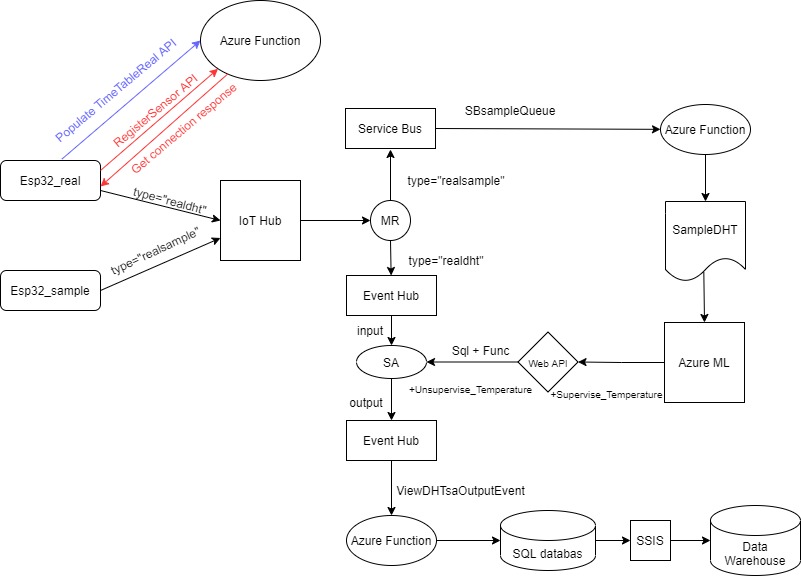 Azure Function
Populate TimeTableReal API
RegisterSensor API
Get connection response
Esp32_real
type="realdht"
IoT Hub
type="realsample"
Esp32_sample
Service Bus
SBsampleQueue
Azure Function
type="realsample"
MR
SampleDHT
type="realdht"
Event Hub
input
SA
Sql + Func
Web API
Azure ML
+Unsupervise_Temperature
+Supervise_Temperature
output
Event Hub
ViewDHTsaOutputEvent
Azure Function
SQL databas
SSIS
Data
Warehouse